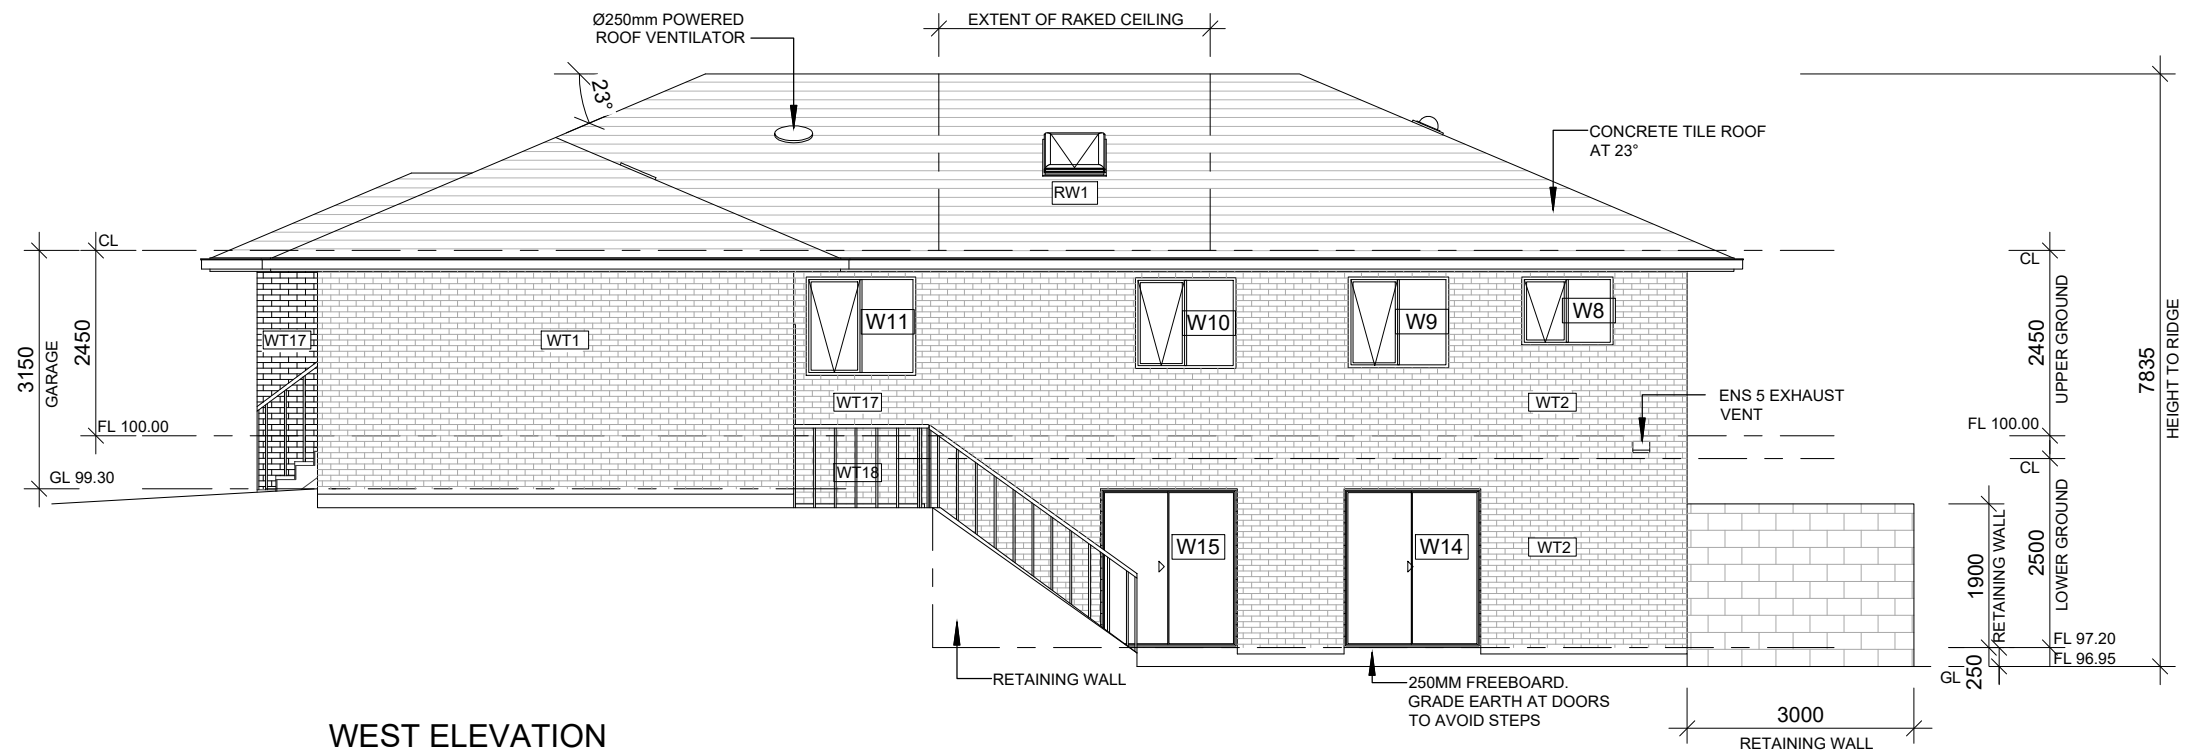 Ø250mm POWERED
ROOF VENTILATOR
EXTENT OF RAKED CEILING
23°
CONCRETE TILE ROOF
AT 23°
RW1
CL
CL
3150
GARAGE
2450
WT17
WT1
W11
W10
W9
W8
2450
UPPER GROUND
7835
HEIGHT TO RIDGE
WT17
WT2
ENS 5 EXHAUST
VENT
FL 100.00
FL 100.00
GL 99.30
WT18
CL
W15
W14
WT2
1900
RETAINING WALL
2500
LOWER GROUND
FL 97.20
FL 96.95
GL
250
RETAINING WALL
250MM FREEBOARD.
GRADE EARTH AT DOORS
TO AVOID STEPS
3000
RETAINING WALL
WEST ELEVATION